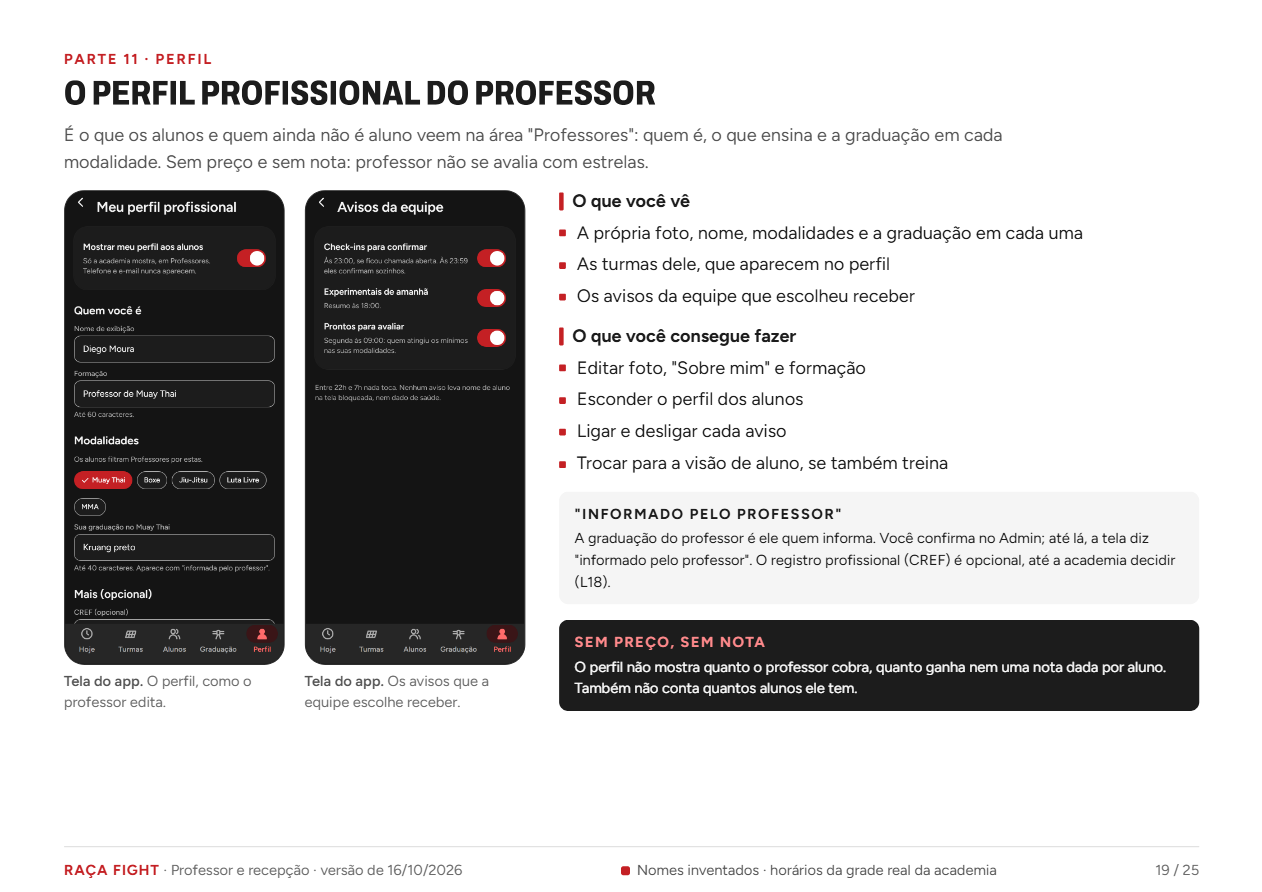 PARTE 11 · PERFIL
O PERFIL PROFISSIONAL DO PROFESSOR
É o que os alunos e quem ainda não é aluno veem na área "Professores": quem é, o que ensina e a graduação em cada
modalidade. Sem preço e sem nota: professor não se avalia com estrelas.
Meu perfil profissional
Mostrar meu perfil aos alunos
Só a academia mostra, em Professores.
Telefone e e-mail nunca aparecem.
Quem você é
Nome de exibição
Diego Moura
Formação
Professor de Muay Thai
Até 60 caracteres.
Modalidades
Os alunos filtram Professores por estas.
Muay Thai
Boxe
Jiu-Jitsu
Luta Livre
MMA
Sua graduação no Muay Thai
Kruang preto
Até 40 caracteres. Aparece com "informada pelo professor".
Mais (opcional)
CREF (opcional)
Hoje
Turmas
Alunos
Graduação
Perfil
Tela do app. O perfil, como o
professor edita.
Avisos da equipe
Check-ins para confirmar
Às 23:00, se ficou chamada aberta. Às 23:59
eles confirmam sozinhos.
Experimentais de amanhã
Resumo às 18:00.
Prontos para avaliar
Segunda às 09:00: quem atingiu os mínimos
nas suas modalidades.
Entre 22h e 7h nada toca. Nenhum aviso leva nome de aluno
na tela bloqueada, nem dado de saúde.
Hoje
Turmas
Alunos
Graduação
Perfil
Tela do app. Os avisos que a
equipe escolhe receber.
O que você vê
A própria foto, nome, modalidades e a graduação em cada uma
As turmas dele, que aparecem no perfil
Os avisos da equipe que escolheu receber
O que você consegue fazer
Editar foto, "Sobre mim" e formação
Esconder o perfil dos alunos
Ligar e desligar cada aviso
Trocar para a visão de aluno, se também treina
"INFORMADO PELO PROFESSOR"
A graduação do professor é ele quem informa. Você confirma no Admin; até lá, a tela diz
"informado pelo professor". O registro profissional (CREF) é opcional, até a academia decidir
(L18).
SEM PREÇO, SEM NOTA
O perfil não mostra quanto o professor cobra, quanto ganha nem uma nota dada por aluno.
Também não conta quantos alunos ele tem.
RAÇA FIGHT · Professor e recepção · versão de 16/10/2026
Nomes inventados · horários da grade real da academia
19 / 25